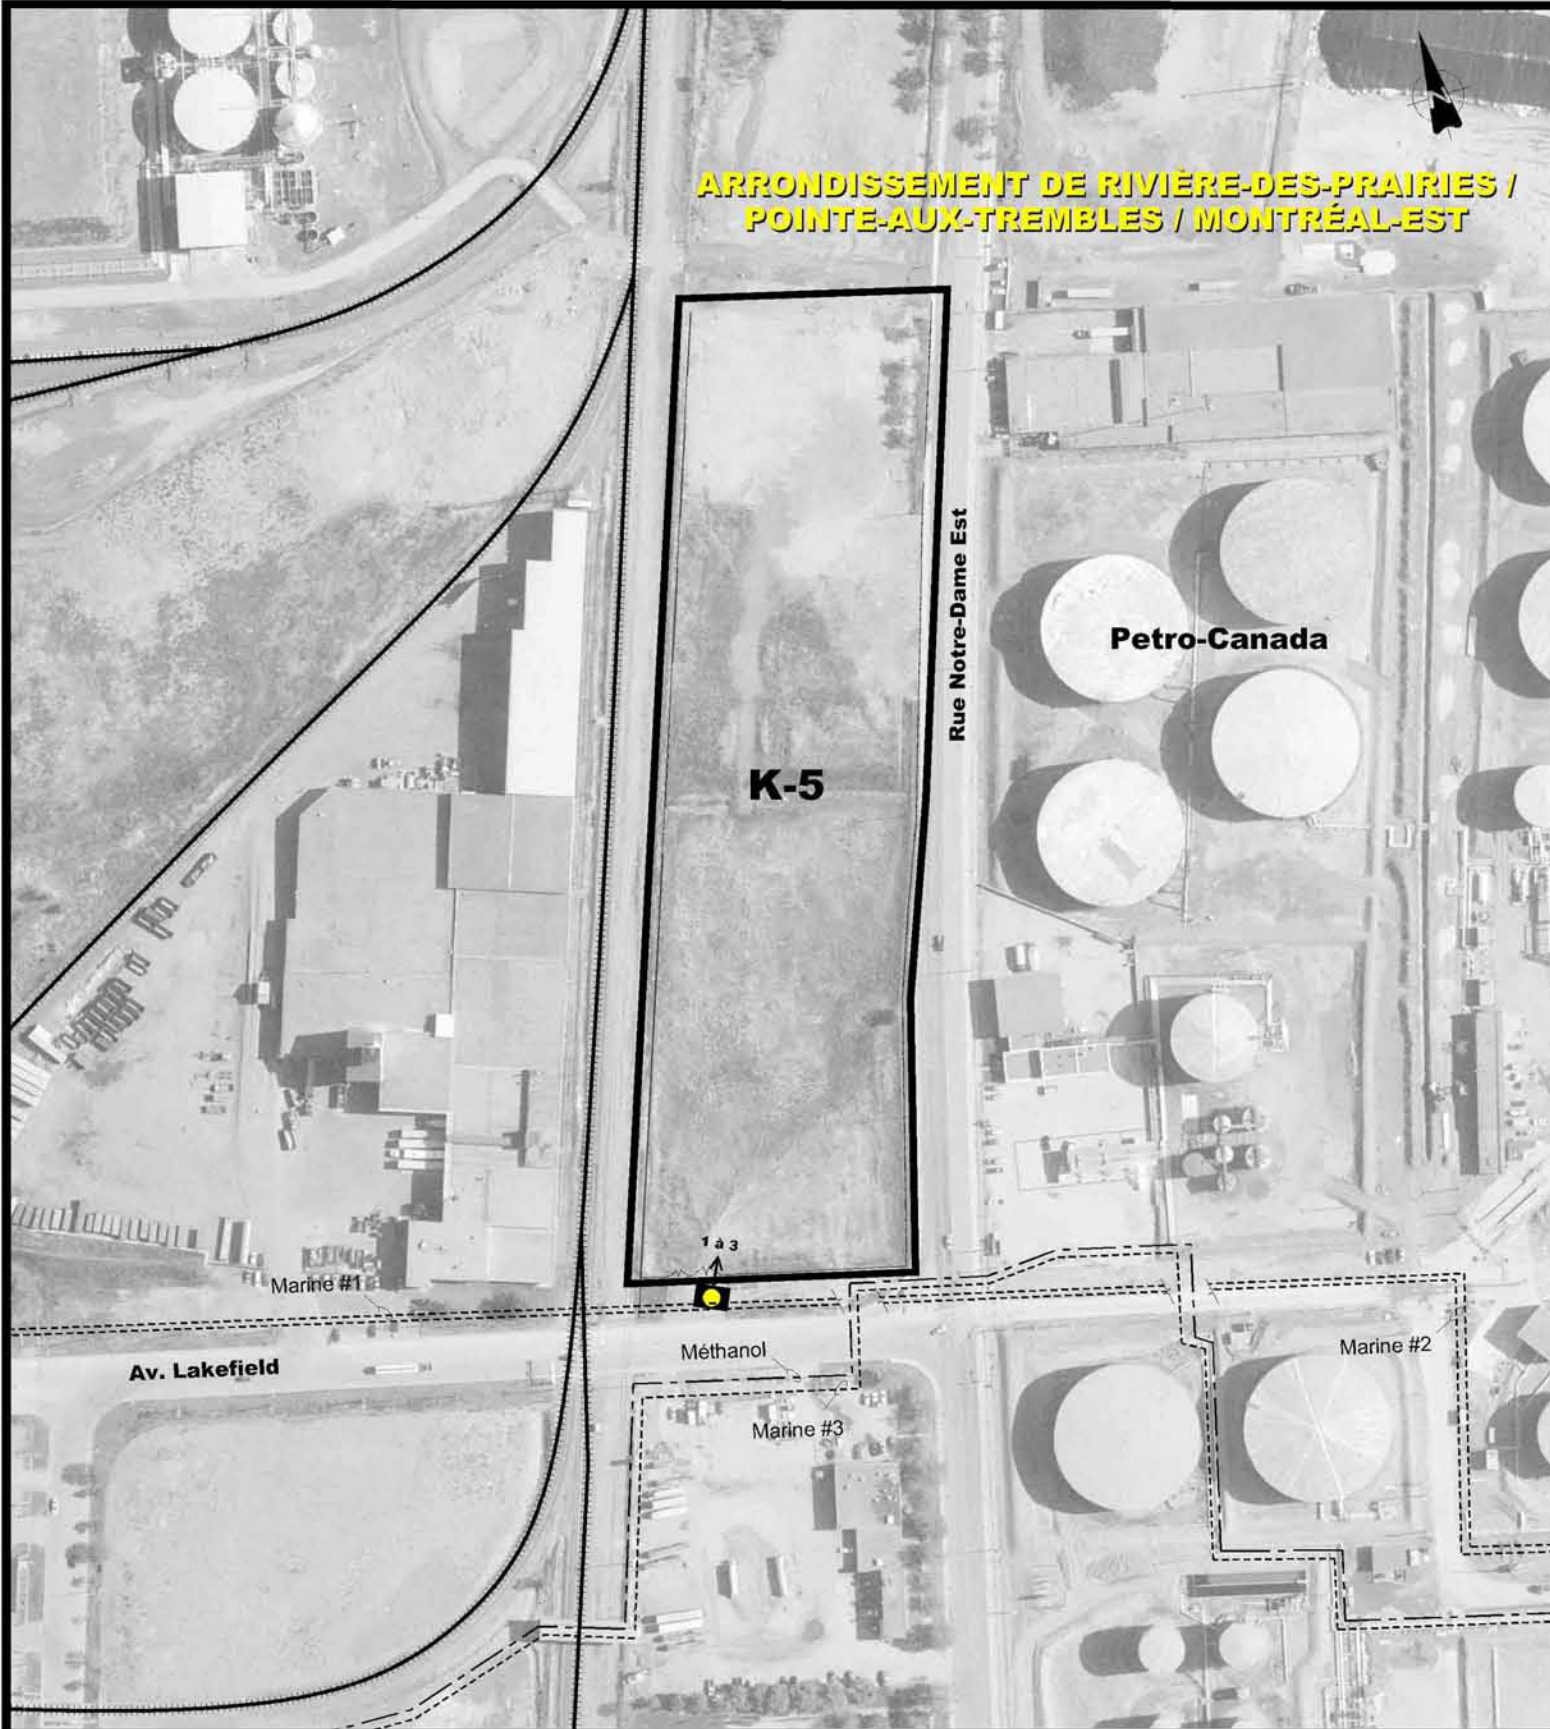 N
ARRONDISSEMENT DE RIVIÈRE-DES-PRAIRIES /
POINTE-AUX-TREMBLES / MONTRÉAL-EST
Rue Notre-Dame Est
Petro-Canada
K-5
1 à 3
Marine #1
Méthanol
Marine #2
Av. Lakefield
Marine #3